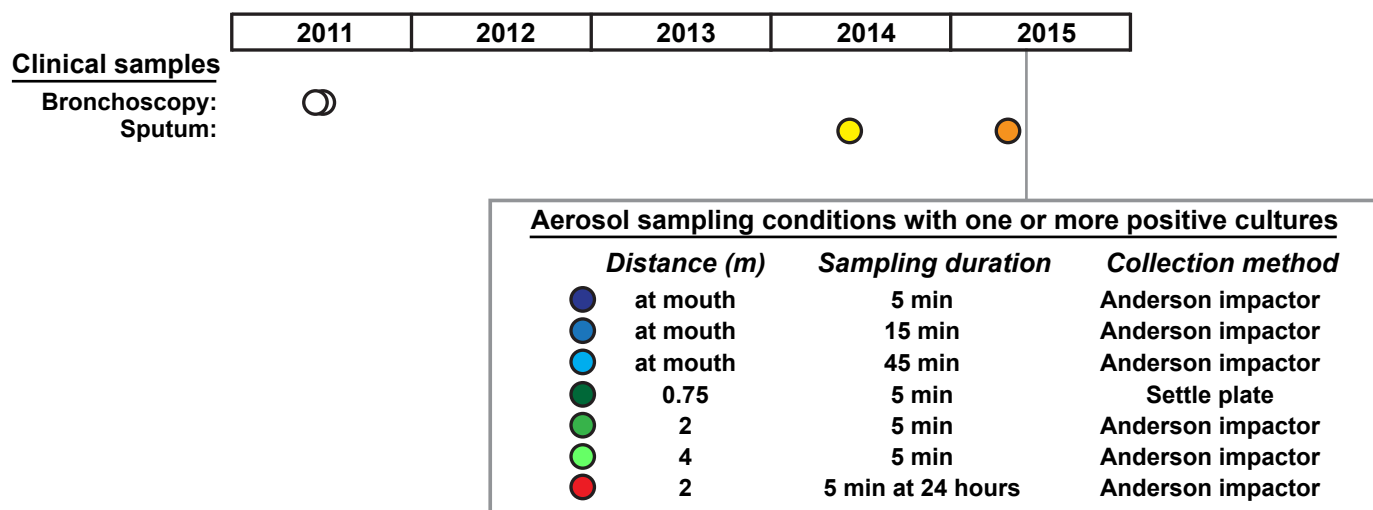 2011 2012 2013 2014 2015
Clinical samples
Bronchoscopy:
Sputum:
Aerosol sampling conditions with one or more positive cultures
Distance (m) Sampling duration Collection method
at mouth 5 min Anderson impactor
at mouth 15 min Anderson impactor
at mouth 45 min Anderson impactor
0.75 5 min Settle plate
2 5 min Anderson impactor
4 5 min Anderson impactor
2 5 min at 24 hours Anderson impactor